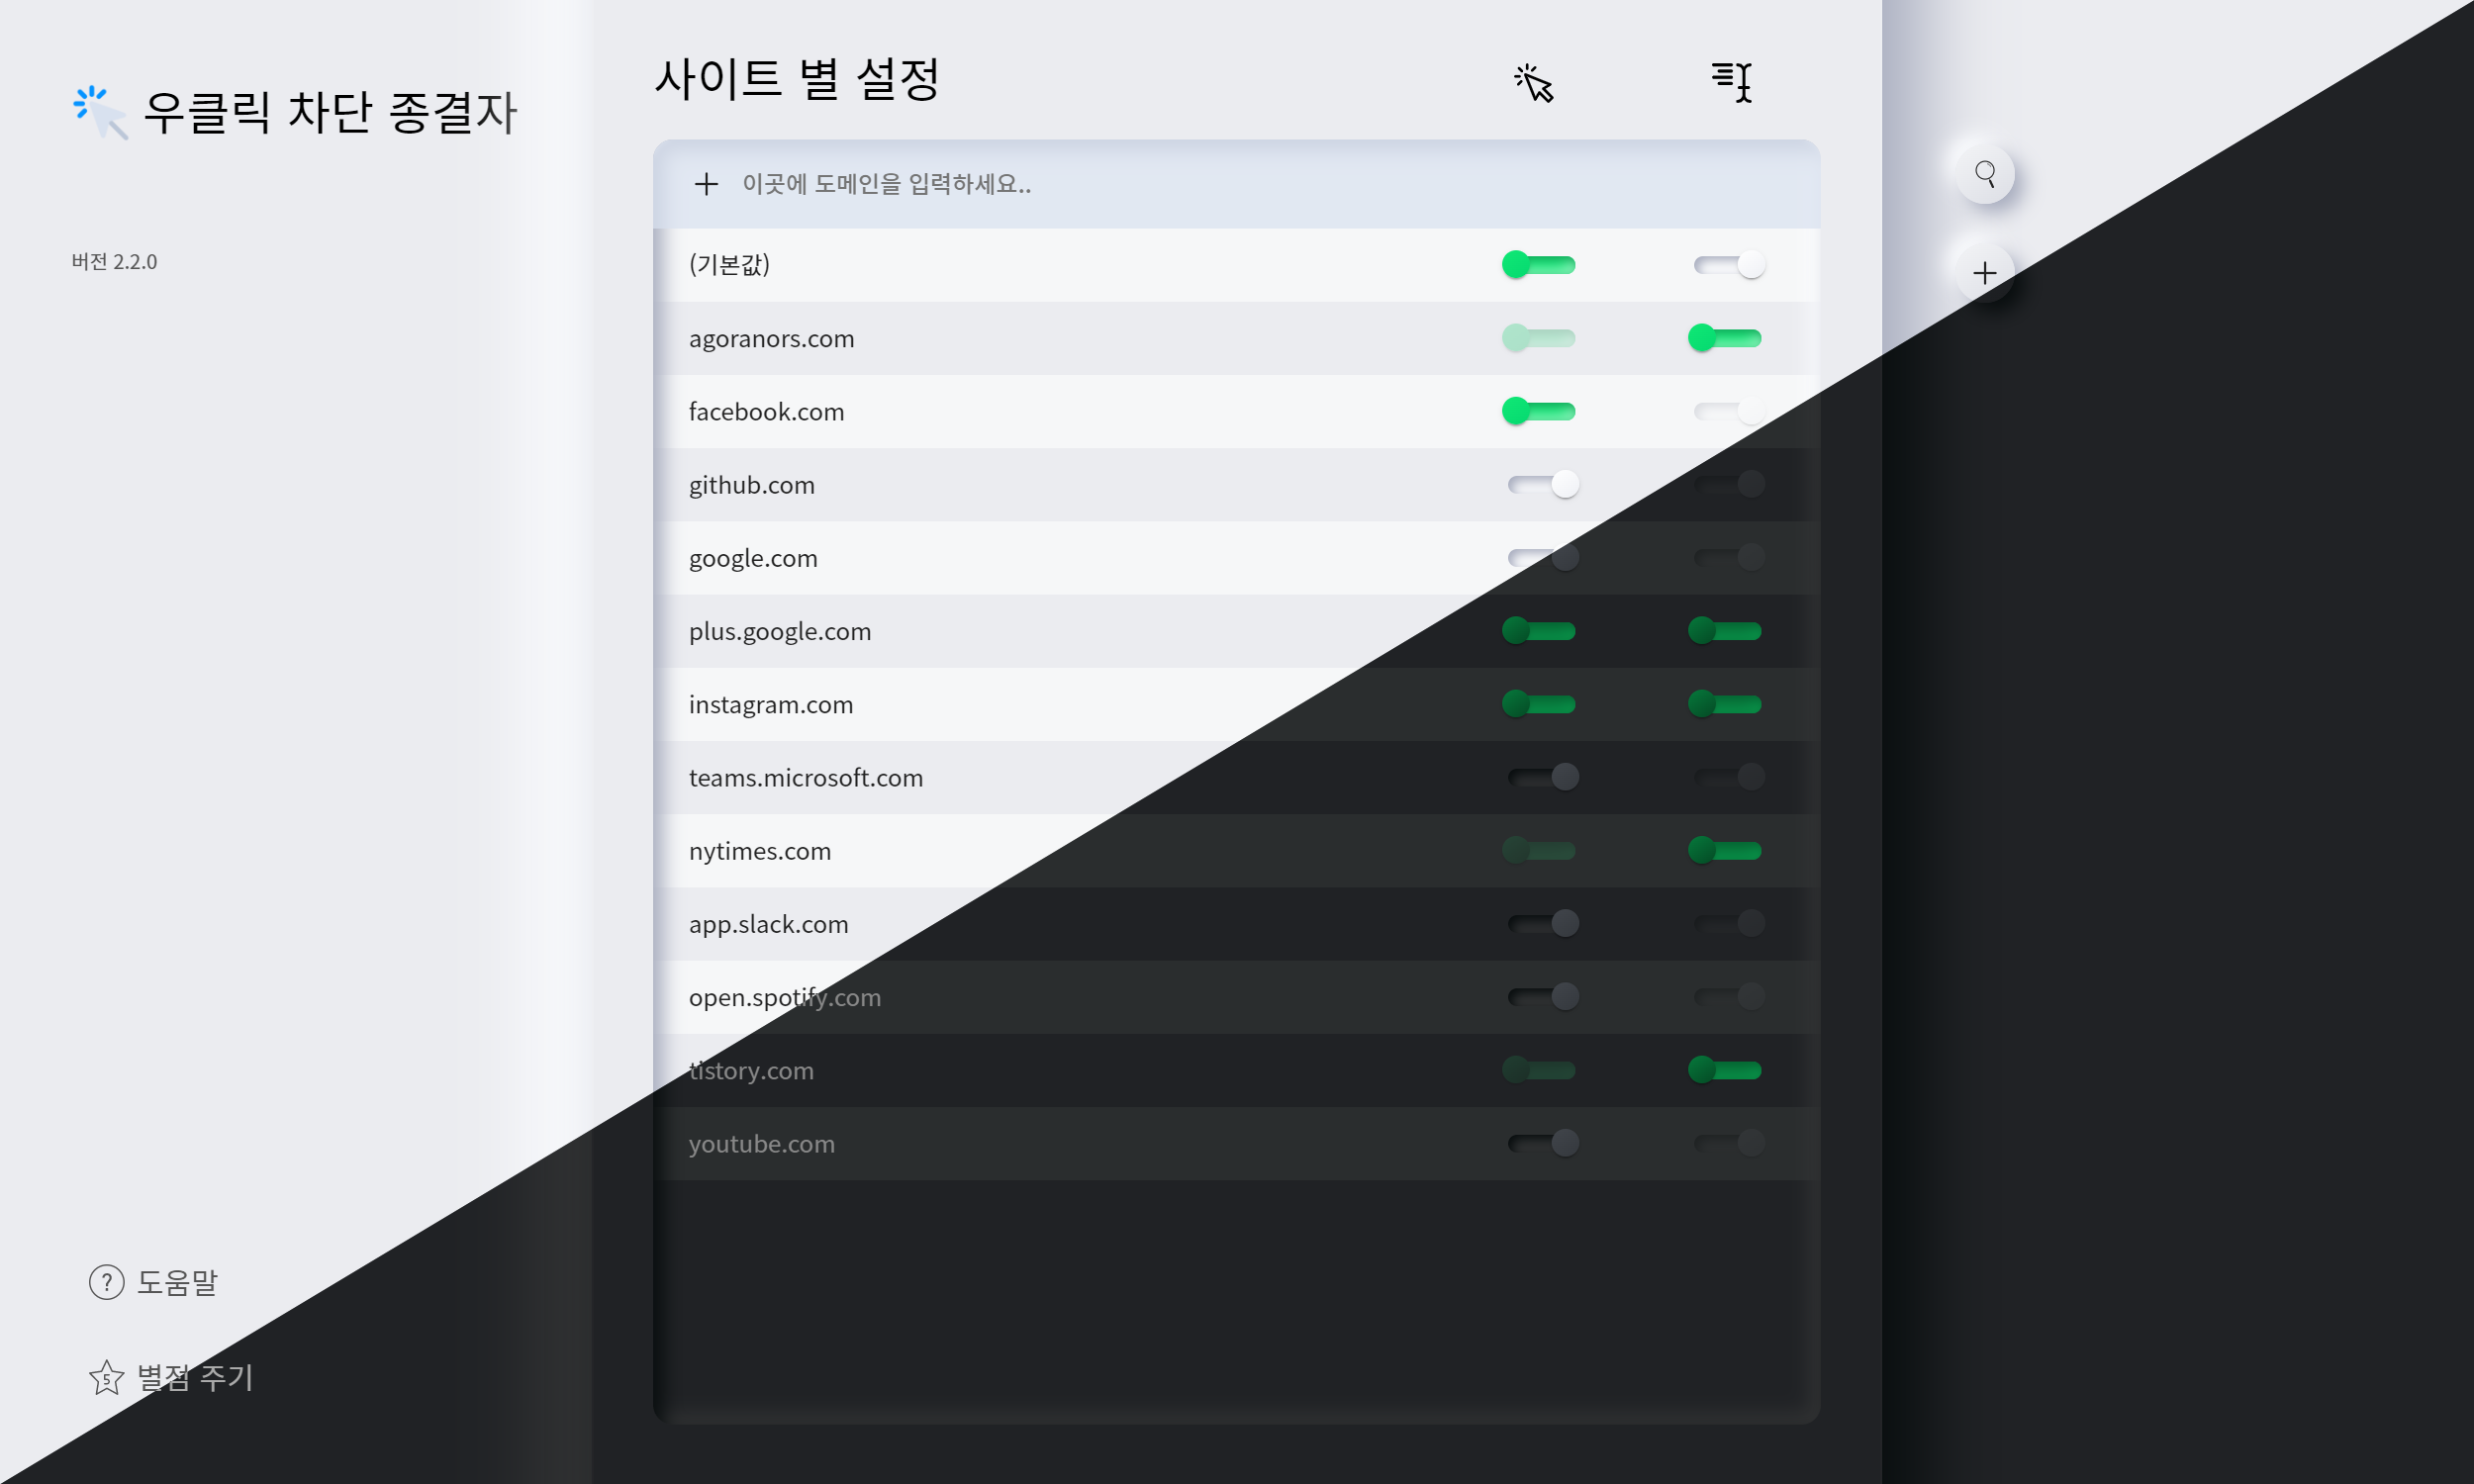 우클릭 차단 종결자
버전 2.2.0
사이트 별 설정
이곳에 도메인을 입력하세요..
(기본값)
agoranors.com
facebook.com
github.com
google.com
plus.google.com
instagram.com
teams.microsoft.com
nytimes.com
app.slack.com
open.spotify.com
tistory.com
youtube.com
? 도움말
5 별점 주기